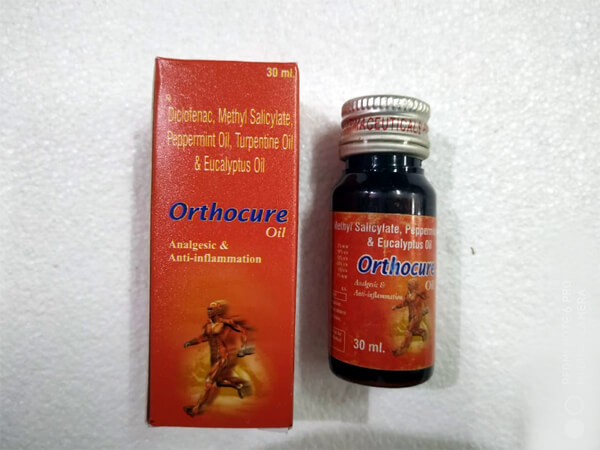 30 ml.
Diclofenac, Methyl Salicylate,
Peppermint Oil, Turpentine Oil
& Eucalyptus Oil
Orthocure
Oil
Analgesic &
Anti-inflammation
Methyl Salicylate,
& Eucalyptus Oil
Orthocure
Oil
Analgesic &
Anti-inflammation
30 ml.